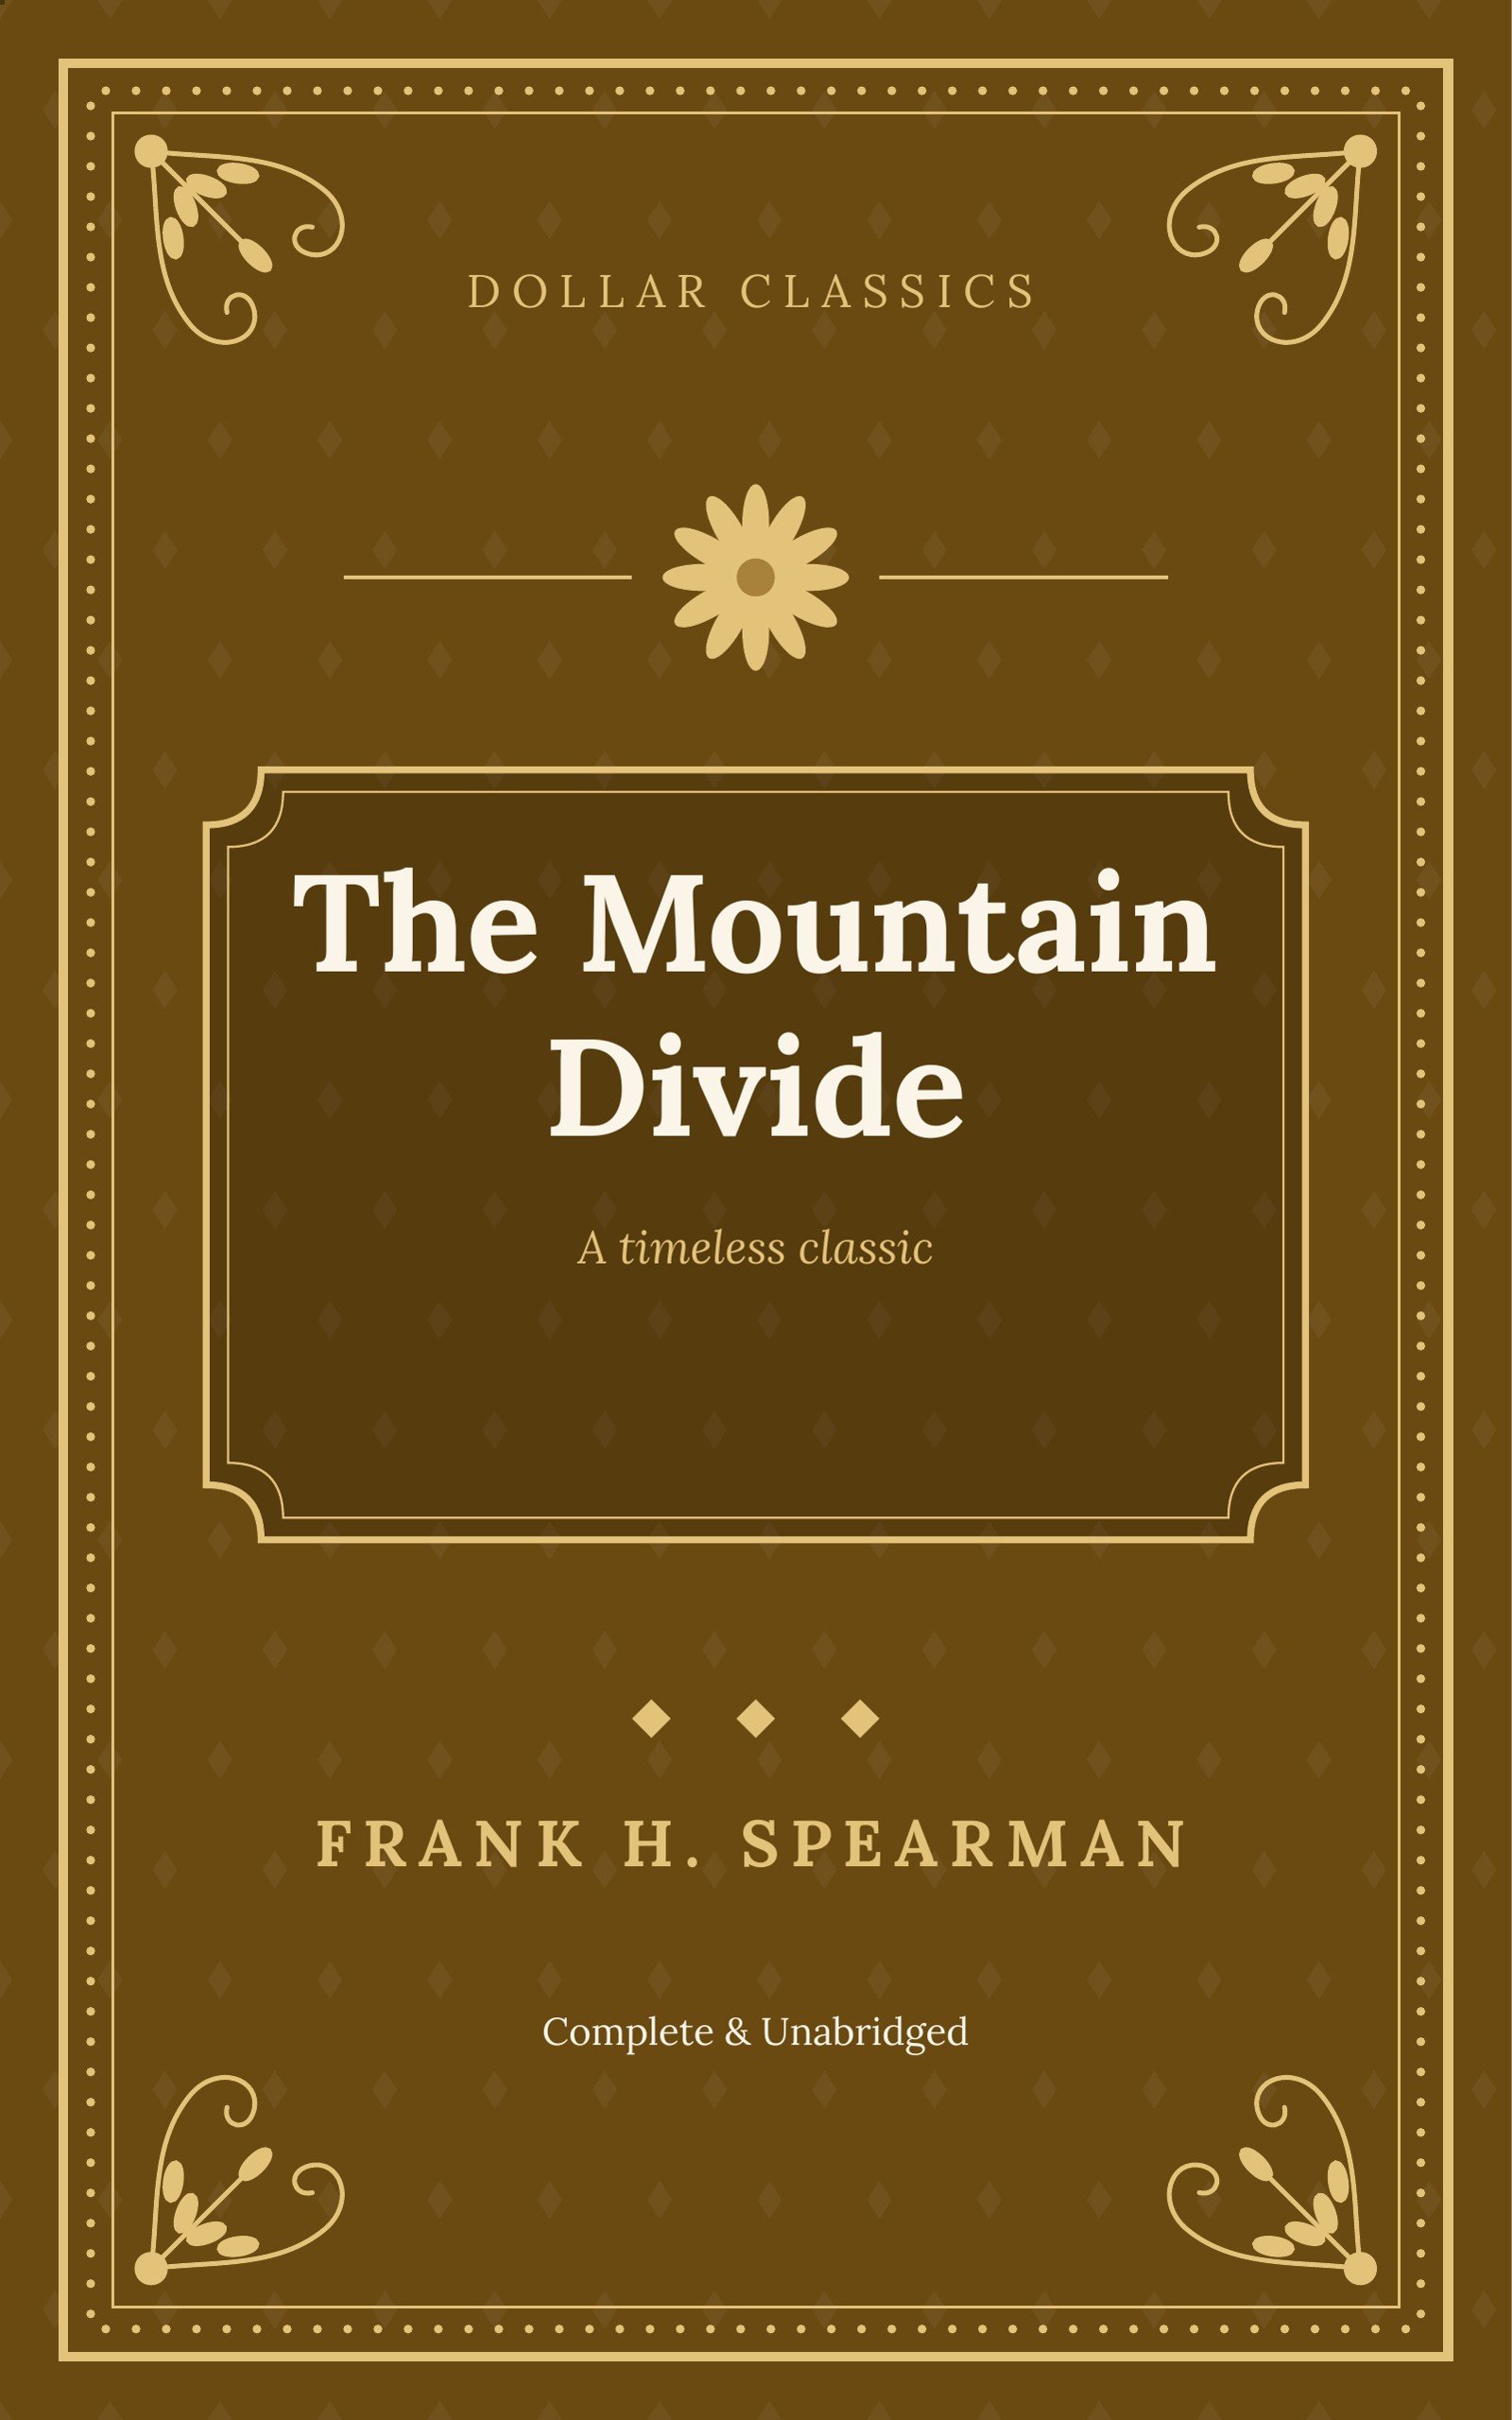 DOLLAR CLASSICS
The Mountain
Divide
A timeless classic
FRANK H. SPEARMAN
Complete & Unabridged